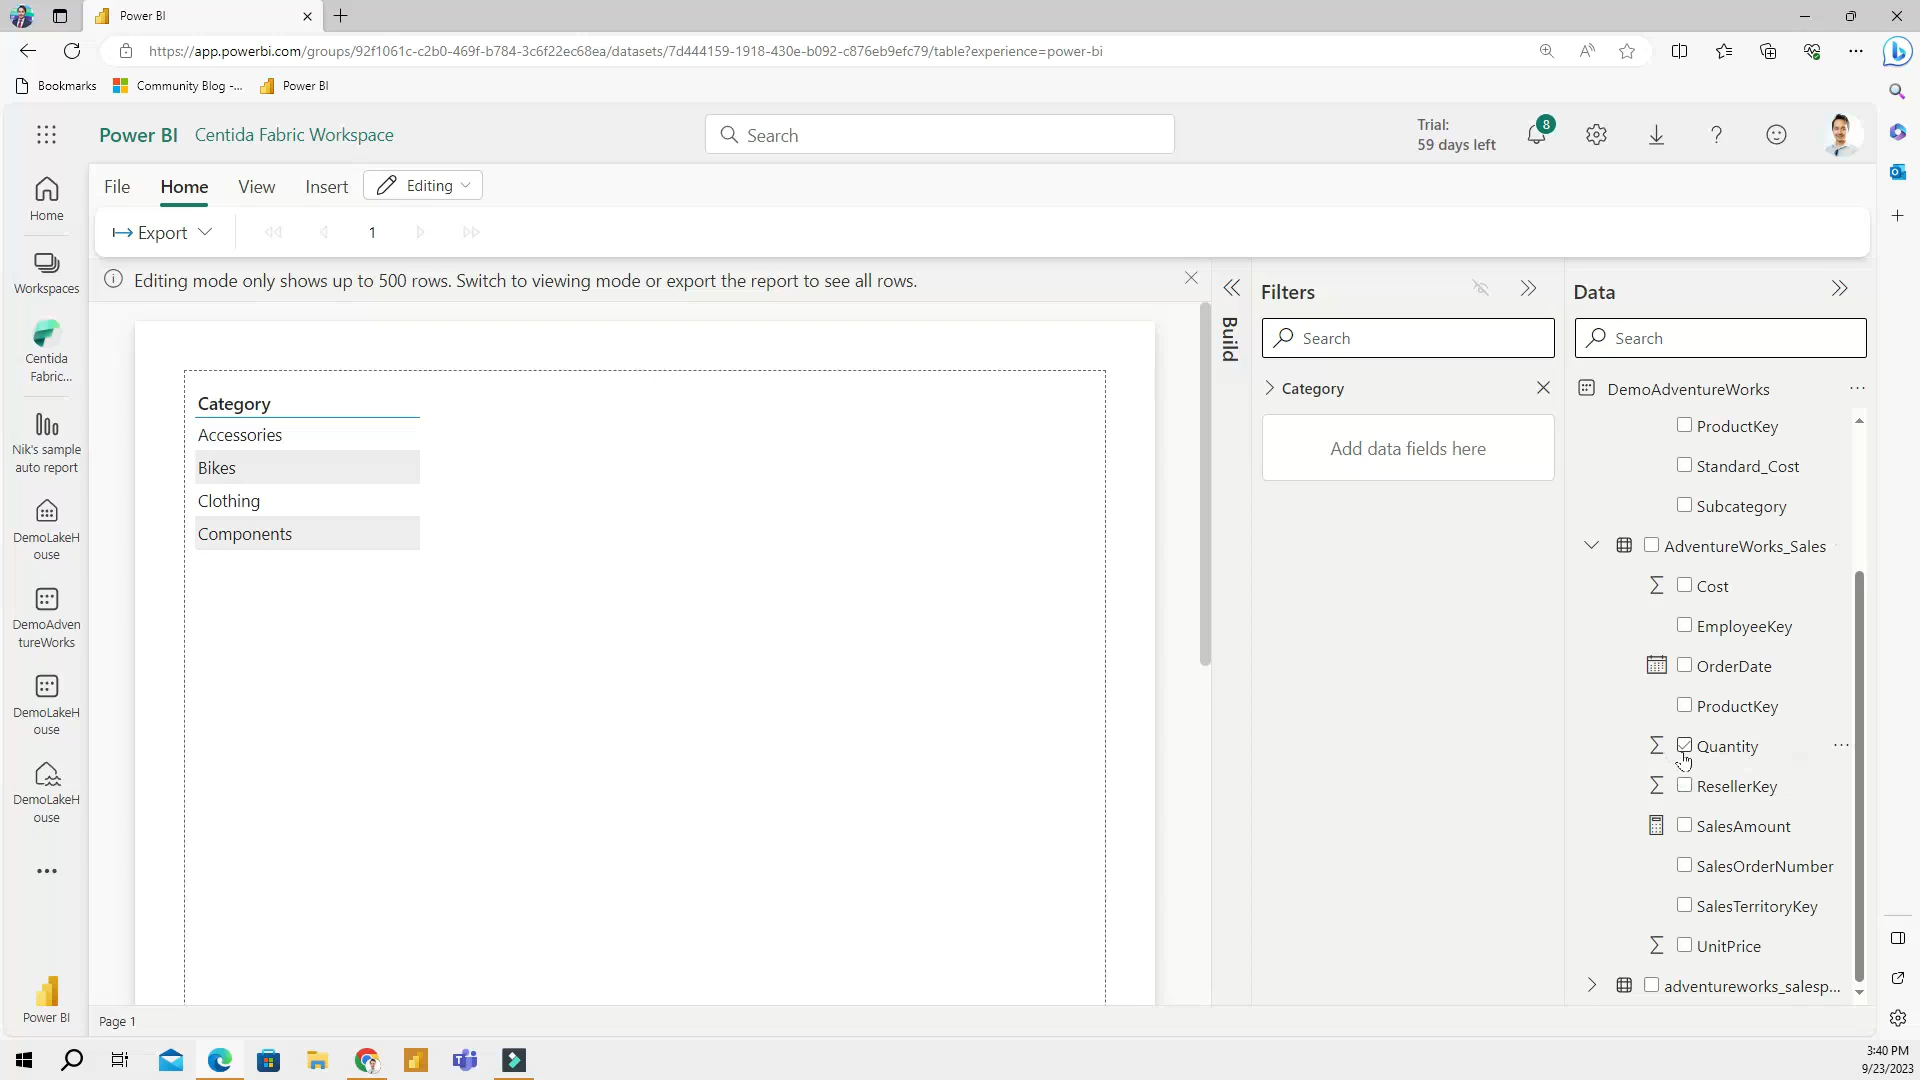 Power BI
https://app.powerbi.com/groups/92f1061c-c2b0-469f-b784-3c6f22ec68ea/datasets/7d444159-1918-430e-b092-c876eb9efc79/table?experience=power-bi
Bookmarks
Community Blog -...
Power BI
Power BI
Centida Fabric Workspace
Search
Trial:
59 days left
8
File
Home
View
Insert
Editing
Export
1
Editing mode only shows up to 500 rows. Switch to viewing mode or export the report to see all rows.
Home
Workspaces
Centida
Fabric...
Nik's sample
auto report
DemoLakeH
ouse
DemoAdven
tureWorks
DemoLakeH
ouse
DemoLakeH
ouse
Power BI
Category
Accessories
Bikes
Clothing
Components
Page 1
Build
Filters
Search
Category
Add data fields here
Data
Search
DemoAdventureWorks
ProductKey
Standard_Cost
Subcategory
AdventureWorks_Sales
Cost
EmployeeKey
OrderDate
ProductKey
Quantity
ResellerKey
SalesAmount
SalesOrderNumber
SalesTerritoryKey
UnitPrice
adventureworks_salesp...
3:40 PM
9/23/2023